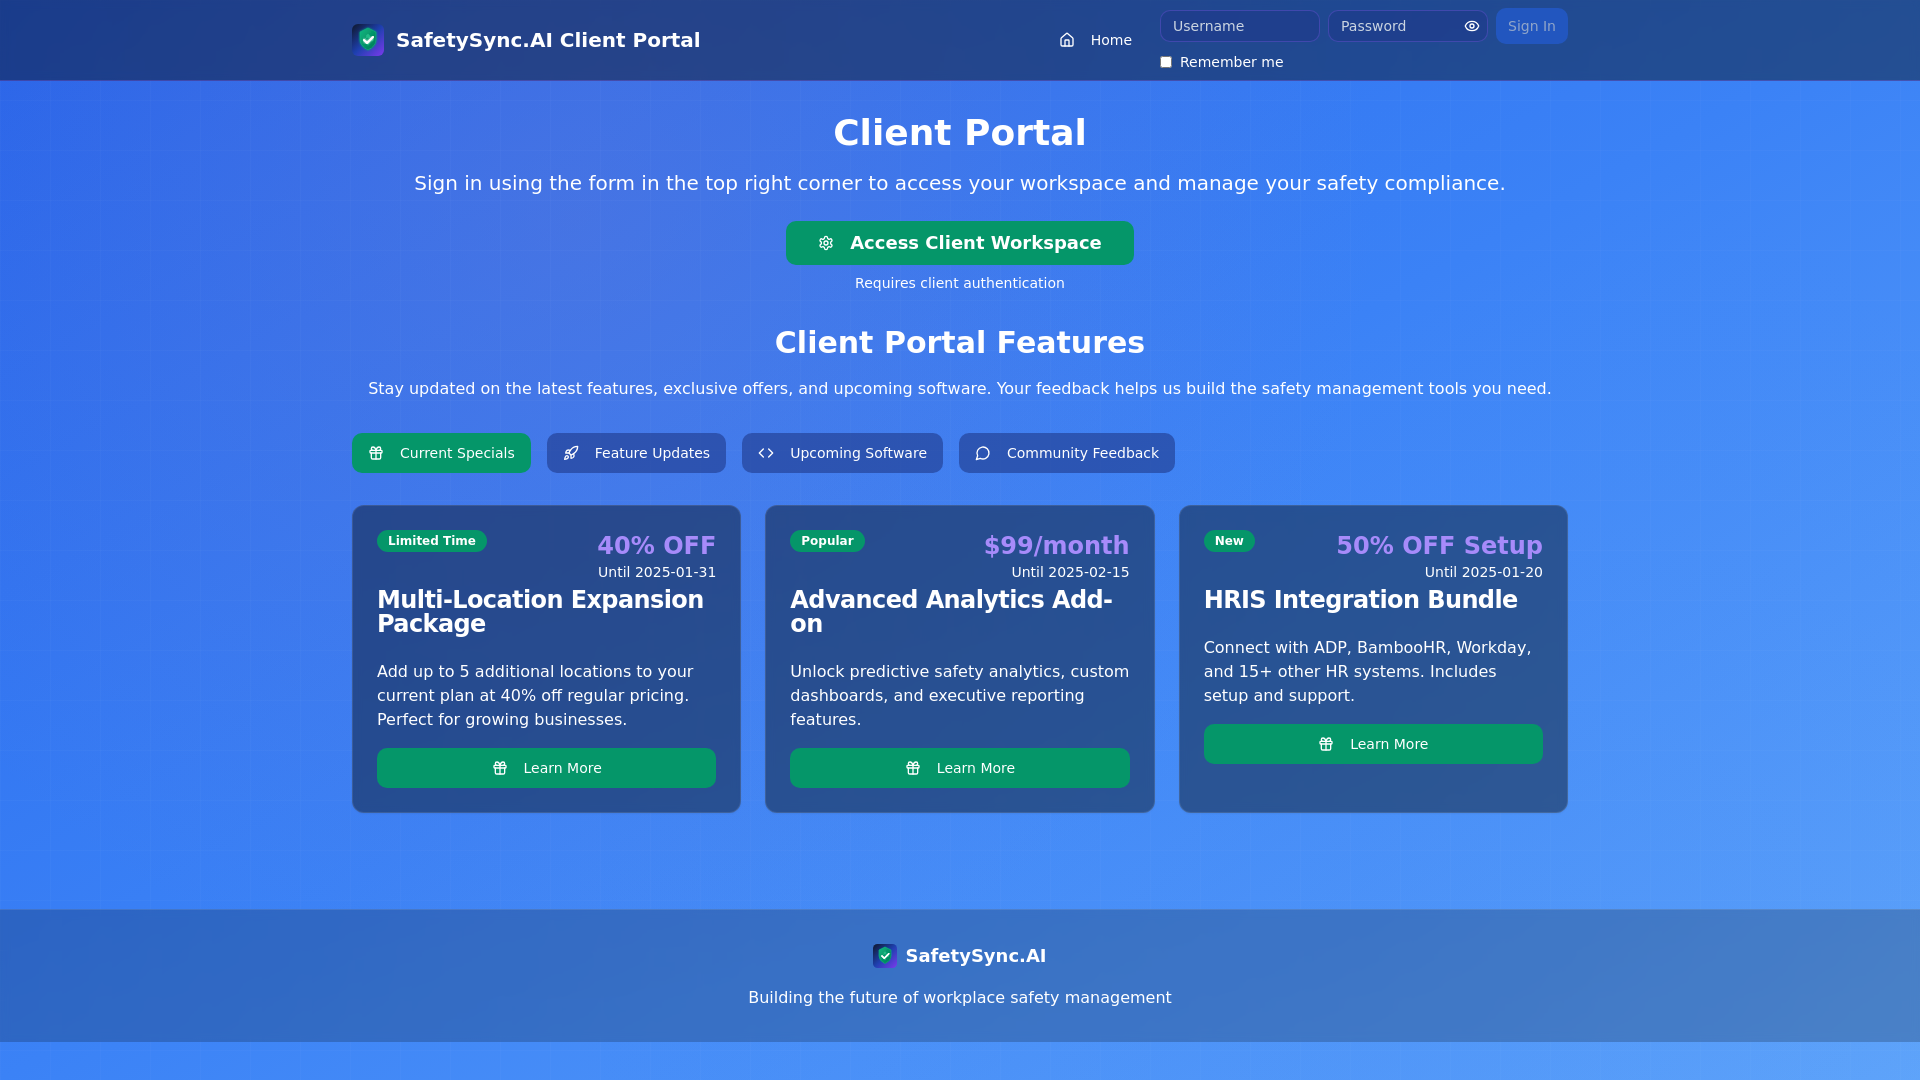 SafetySync.AI Client Portal
Home
Username
Password
Sign In
Remember me
Client Portal
Sign in using the form in the top right corner to access your workspace and manage your safety compliance.
Access Client Workspace
Requires client authentication
Client Portal Features
Stay updated on the latest features, exclusive offers, and upcoming software. Your feedback helps us build the safety management tools you need.
Current Specials
Feature Updates
Upcoming Software
Community Feedback
Limited Time
40% OFF
Until 2025-01-31
Multi-Location Expansion
Package
Add up to 5 additional locations to your
current plan at 40% off regular pricing.
Perfect for growing businesses.
Learn More
Popular
$99/month
Until 2025-02-15
Advanced Analytics Add-
on
Unlock predictive safety analytics, custom
dashboards, and executive reporting
features.
Learn More
New
50% OFF Setup
Until 2025-01-20
HRIS Integration Bundle
Connect with ADP, BambooHR, Workday,
and 15+ other HR systems. Includes
setup and support.
Learn More
SafetySync.AI
Building the future of workplace safety management